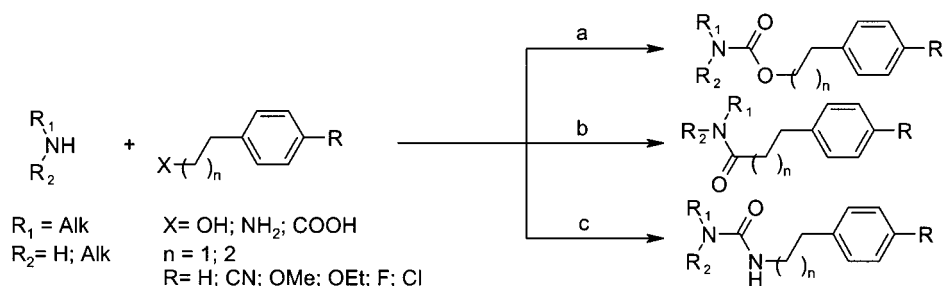 a
R₁
N
R₂
O
O
( )n
R
b
R₁
R₂N
O
( )n
R
c
R₁
N
R₂
O
N
H
( )n
R
R₁
NH
R₂
+
X
( )n
R
R₁ = Alk
R₂= H; Alk
X= OH; NH₂; COOH
n = 1; 2
R= H; CN; OMe; OEt; F; Cl